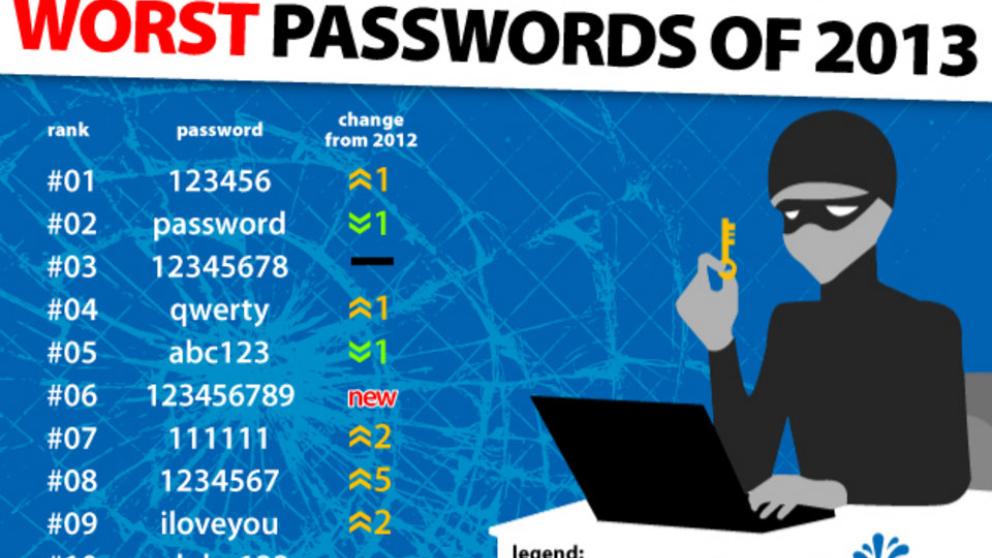 WORST PASSWORDS OF 2013
rank password change from 2012
#01 123456 1
#02 password 1
#03 12345678 —
#04 qwerty 1
#05 abc123 1
#06 123456789 new
#07 111111 2
#08 1234567 5
#09 iloveyou 2
legend: